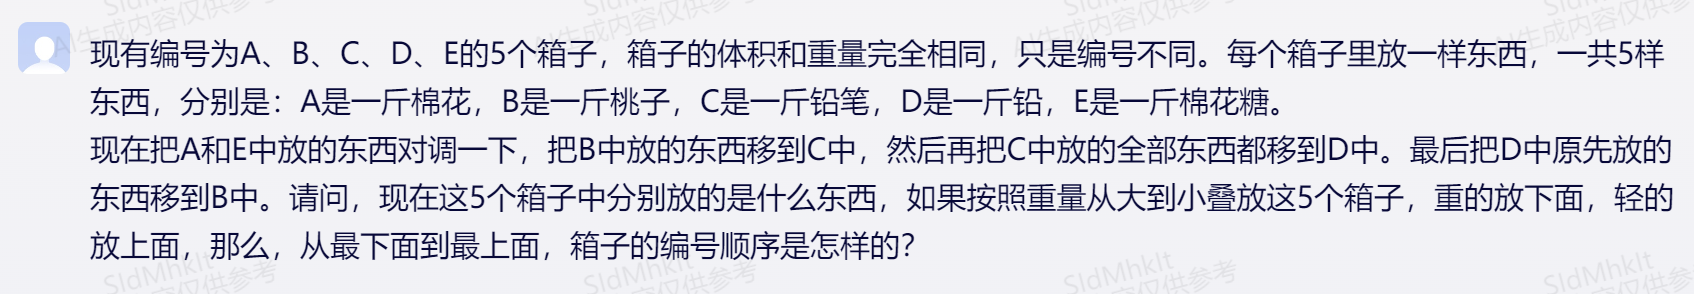 现有编号为A、B、C、D、E的5个箱子，箱子的体积和重量完全相同，只是编号不同。每个箱子里放一样东西，一共5样
东西，分别是：A是一斤棉花，B是一斤桃子，C是一斤铅笔，D是一斤铅，E是一斤棉花糖。
现在把A和E中放的东西对调一下，把B中放的东西移到C中，然后再把C中放的全部东西都移到D中。最后把D中原先放的
东西移到B中。请问，现在这5个箱子中分别放的是什么东西，如果按照重量从大到小叠放这5个箱子，重的放下面，轻的
放上面，那么，从最下面到最上面，箱子的编号顺序是怎样的？